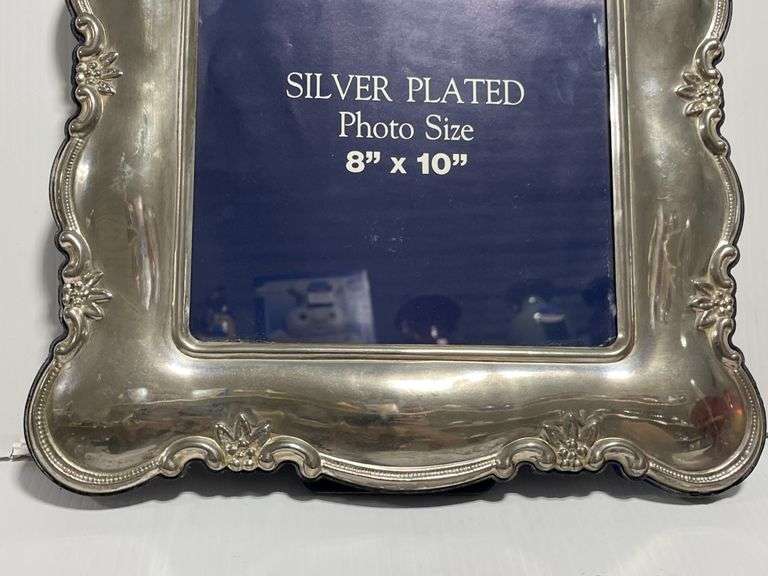 SILVER PLATED
Photo Size
8” x 10”